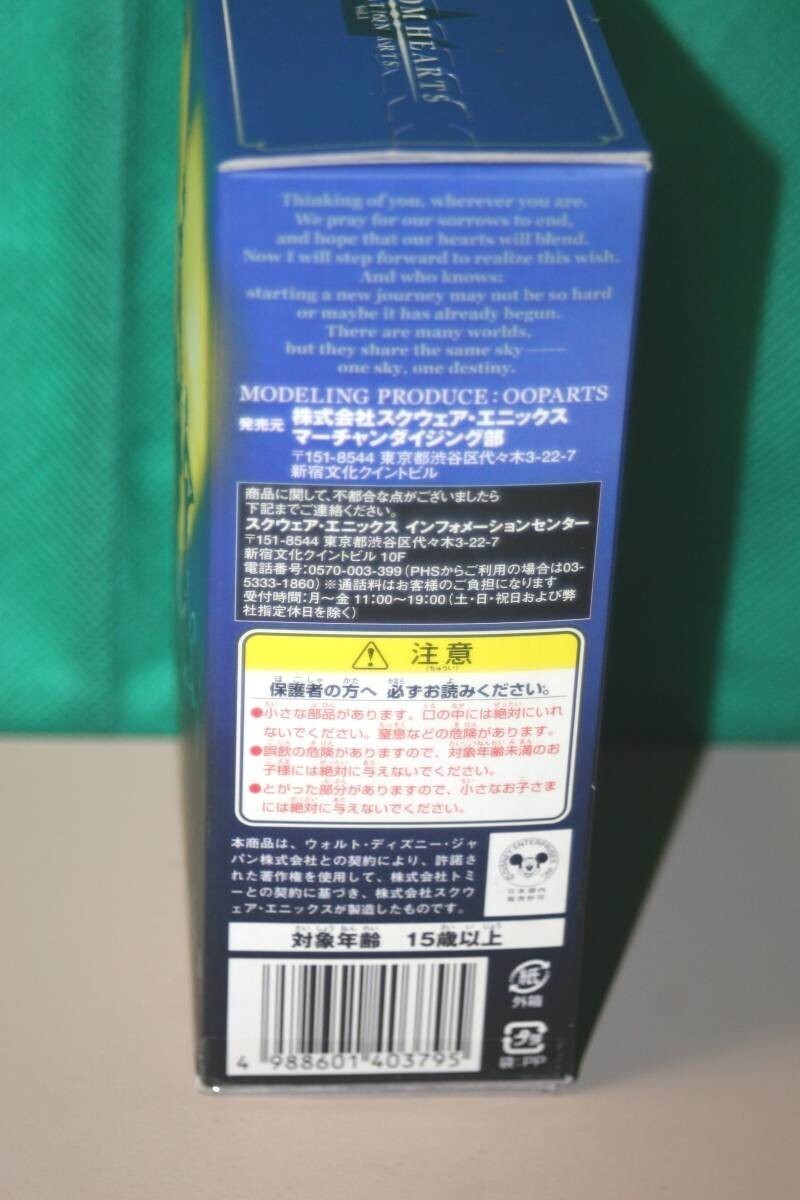 OM HEARTS
TION ARTS
Vol.1
Thinking of you, wherever you are.
We pray for our sorrows to end,
and hope that our hearts will blend.
Now I will step forward to realize this wish.
And who knows:
starting a new journey may not be so hard
or maybe it has already begun.
There are many worlds,
but they share the same sky——
one sky, one destiny.
MODELING PRODUCE : OOPARTS
発売元 株式会社スクウェア・エニックス
マーチャンダイジング部
〒151-8544 東京都渋谷区代々木3-22-7
新宿文化クイントビル
商品に関して、不都合な点がございましたら
下記までご連絡ください。
スクウェア・エニックス インフォメーションセンター
〒151-8544 東京都渋谷区代々木3-22-7
新宿文化クイントビル 10F
電話番号:0570-003-399(PHSからご利用の場合は03-
5333-1860) ※通話料はお客様のご負担になります
受付時間:月〜金 11:00〜19:00(土・日・祝日および弊
社指定休日を除く)
注意
(ちゅうい)
保護者の方へ 必ずお読みください。
●小さな部品があります。口の中には絶対にいれ
ないでください。窒息などの危険があります。
●誤飲の危険がありますので、対象年齢未満のお
子様には絶対に与えないでください。
●とがった部分がありますので、小さなお子さま
には絶対に与えないでください。
本商品は、ウォルト・ディズニー・ジャ
パン株式会社との契約により、許諾さ
れた著作権を使用して、株式会社トミ
ーとの契約に基づき、株式会社スクウ
ェア・エニックスが製造したものです。
日本国内
販売許可
対象年齢 15歳以上
紙
外箱
プラ
袋:PP
4 988601 403795